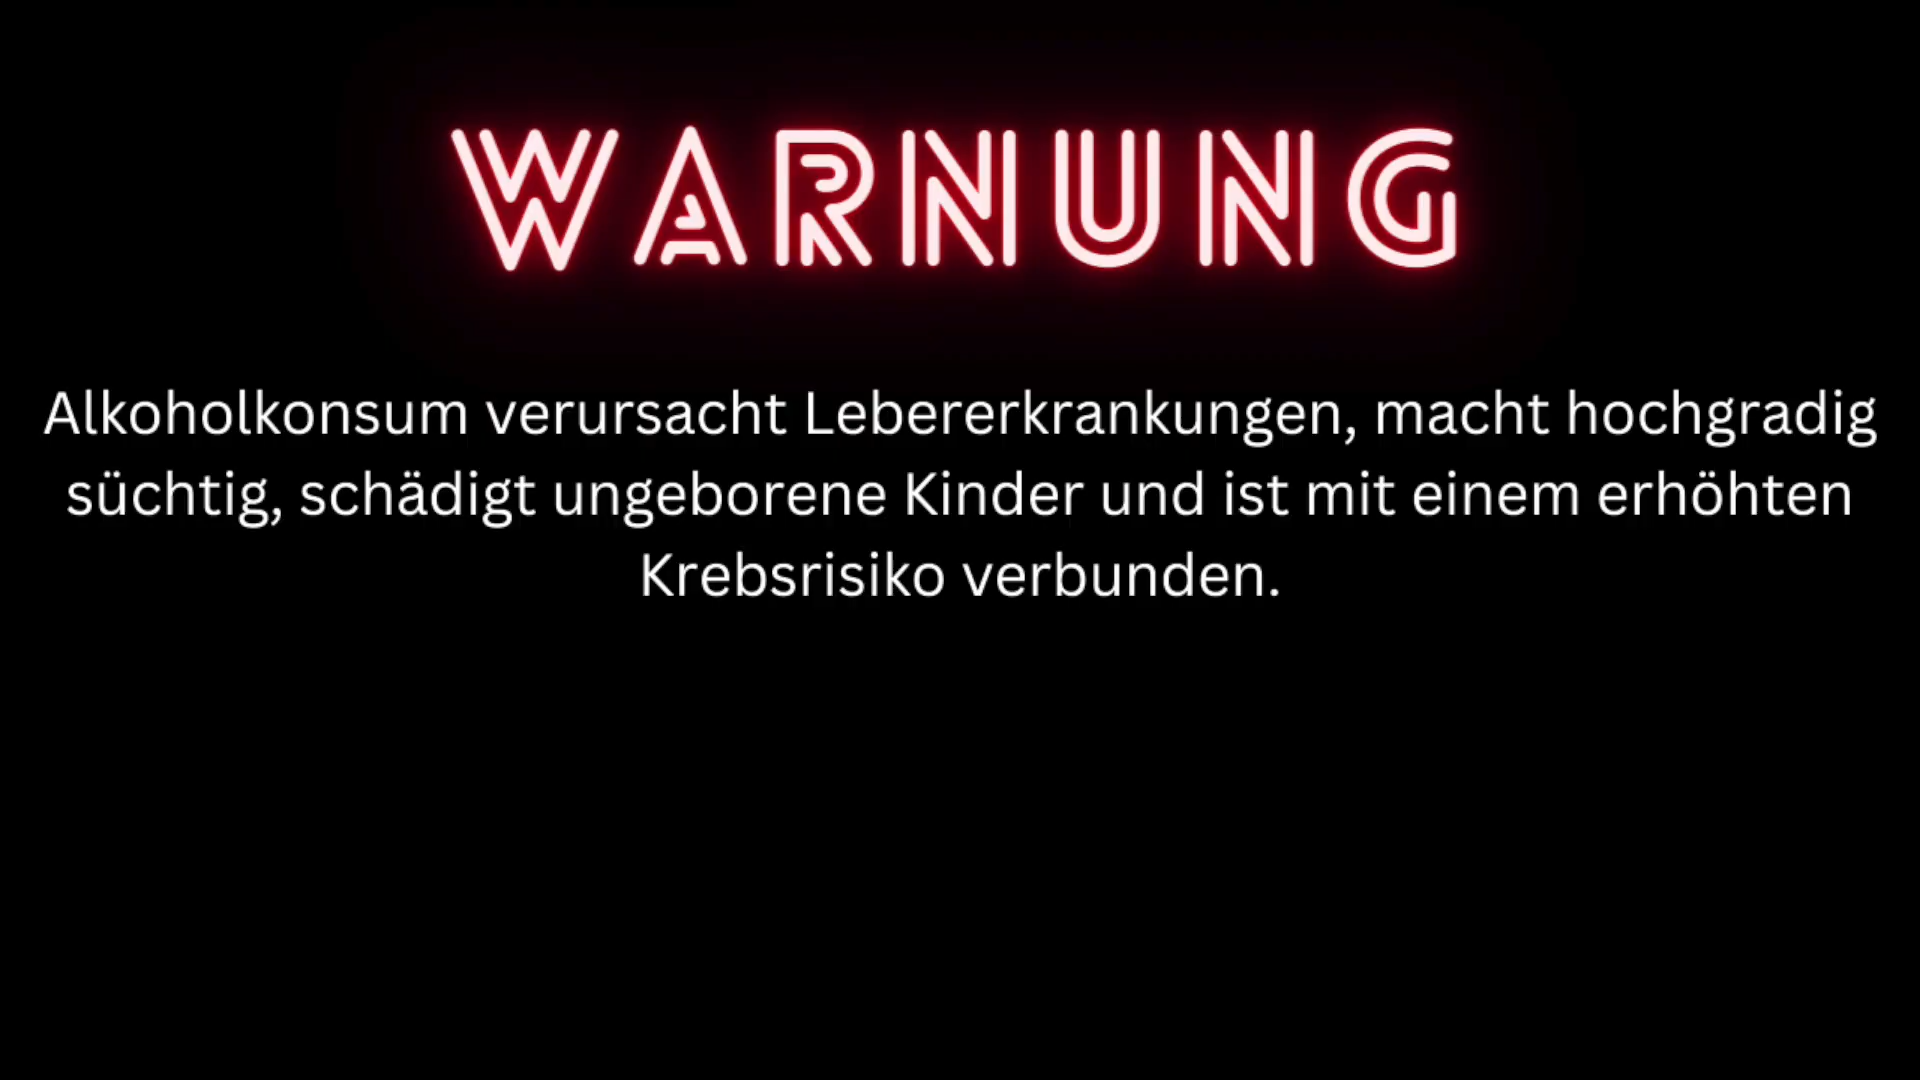 WARNUNG
Alkoholkonsum verursacht Lebererkrankungen, macht hochgradig
süchtig, schädigt ungeborene Kinder und ist mit einem erhöhten
Krebsrisiko verbunden.